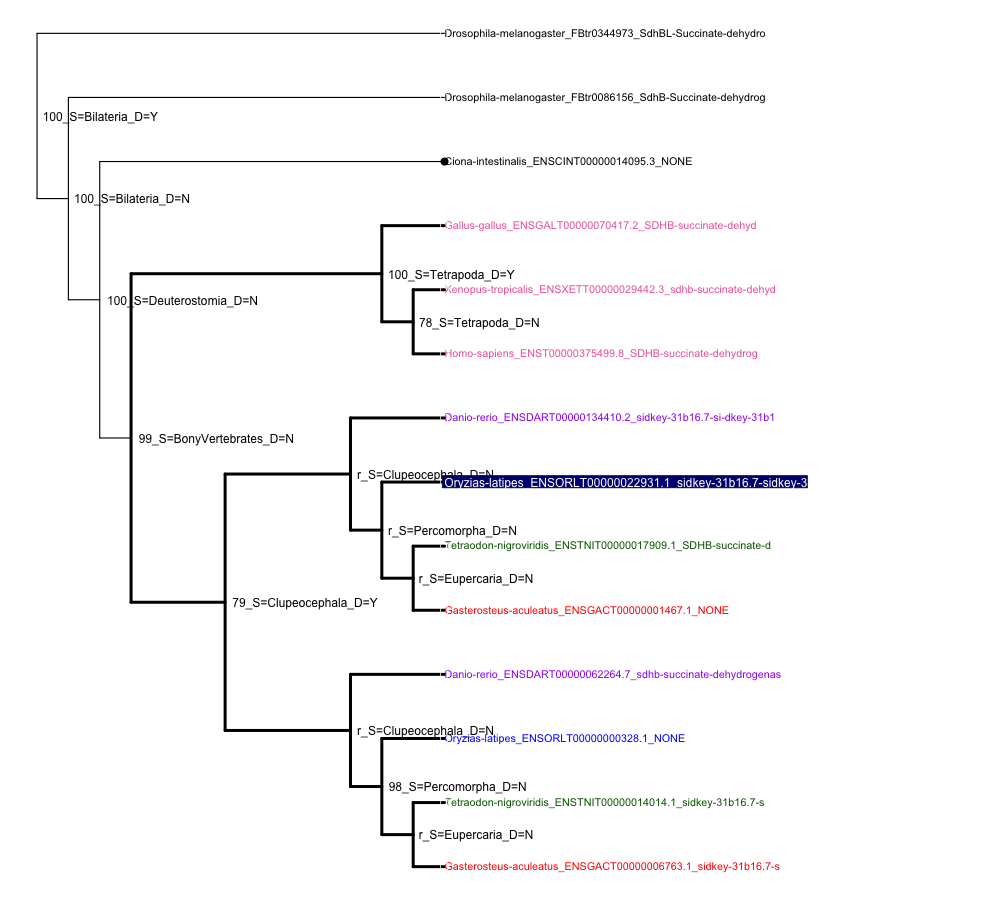 Drosophila-melanogaster_FBtr0344973_SdhBL-Succinate-dehydro
Drosophila-melanogaster_FBtr0086156_SdhB-Succinate-dehydrog
100_S=Bilateria_D=Y
Ciona-intestinalis_ENSCINT00000014095.3_NONE
100_S=Bilateria_D=N
Gallus-gallus_ENSGALT00000070417.2_SDHB-succinate-dehyd
100_S=Tetrapoda_D=Y
Xenopus-tropicalis_ENSXETT00000029442.3_sdhb-succinate-dehyd
100_S=Deuterostomia_D=N
78_S=Tetrapoda_D=N
Homo-sapiens_ENST00000375499.8_SDHB-succinate-dehydrog
Danio-rerio_ENSDART00000134410.2_sidkey-31b16.7-si-dkey-31b1
99_S=BonyVertebrates_D=N
r_S=Clupeocephala_D=N
Oryzias-latipes_ENSORLT00000022931.1_sidkey-31b16.7-sidkey-3
r_S=Percomorpha_D=N
Tetraodon-nigroviridis_ENSTNIT00000017909.1_SDHB-succinate-d
r_S=Eupercaria_D=N
79_S=Clupeocephala_D=Y
Gasterosteus-aculeatus_ENSGACT00000001467.1_NONE
Danio-rerio_ENSDART00000062264.7_sdhb-succinate-dehydrogenas
r_S=Clupeocephala_D=N
Oryzias-latipes_ENSORLT00000000328.1_NONE
98_S=Percomorpha_D=N
Tetraodon-nigroviridis_ENSTNIT00000014014.1_sidkey-31b16.7-s
r_S=Eupercaria_D=N
Gasterosteus-aculeatus_ENSGACT00000006763.1_sidkey-31b16.7-s